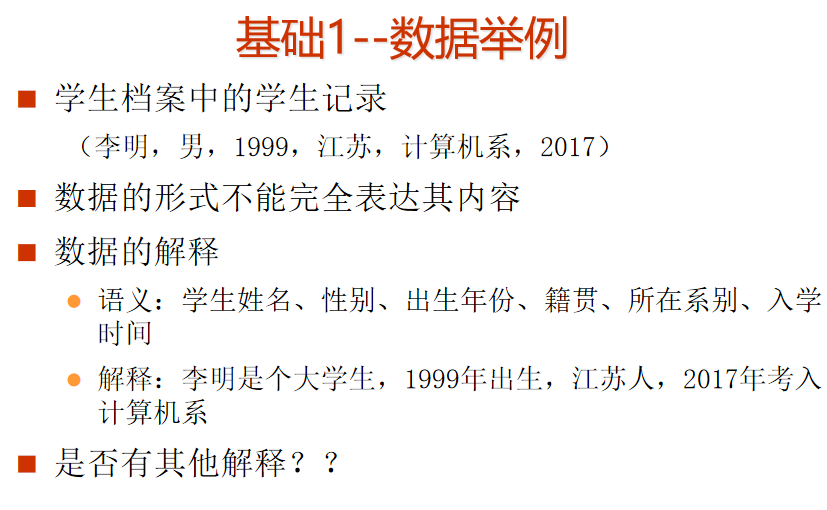 基础1--数据举例
学生档案中的学生记录
（李明，男，1999，江苏，计算机系，2017）
数据的形式不能完全表达其内容
数据的解释
语义：学生姓名、性别、出生年份、籍贯、所在系别、入学
时间
解释：李明是个大学生，1999年出生，江苏人，2017年考入
计算机系
是否有其他解释？？